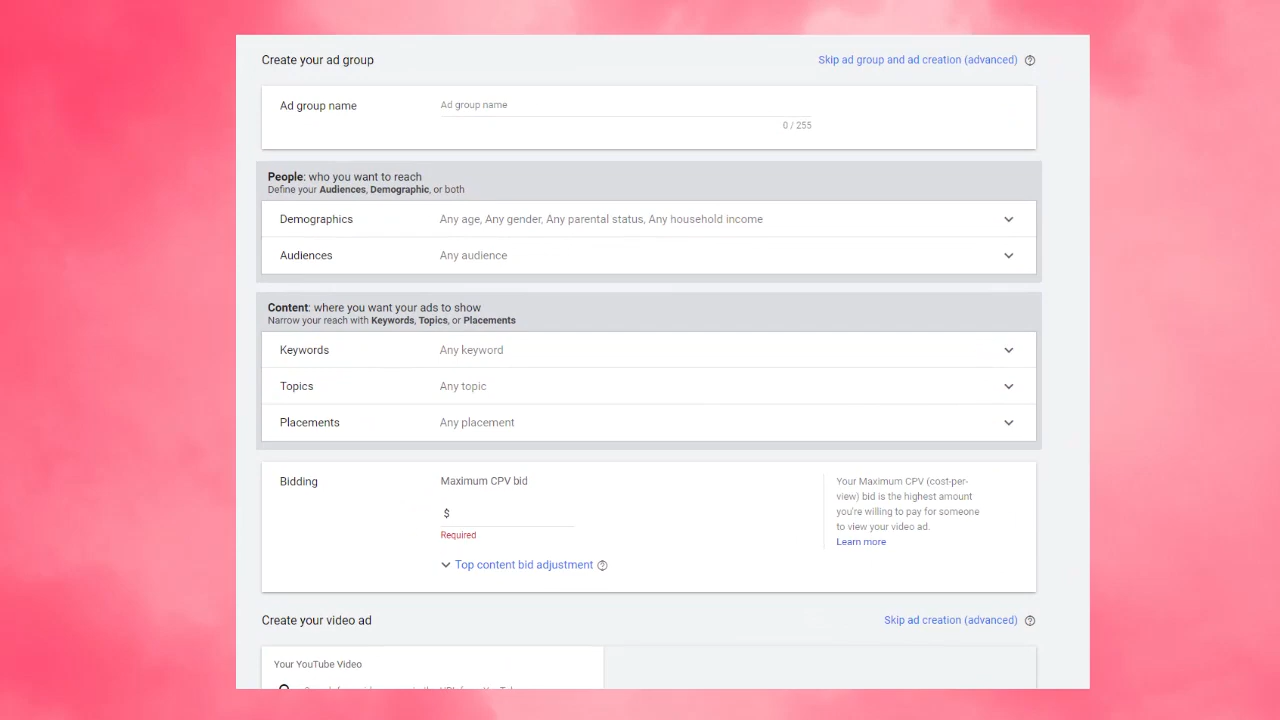 Create your ad group
Skip ad group and ad creation (advanced)
Ad group name
Ad group name
0 / 255
People: who you want to reach
Define your Audiences, Demographic, or both
Demographics
Any age, Any gender, Any parental status, Any household income
Audiences
Any audience
Content: where you want your ads to show
Narrow your reach with Keywords, Topics, or Placements
Keywords
Any keyword
Topics
Any topic
Placements
Any placement
Bidding
Maximum CPV bid
$
Required
Top content bid adjustment
Your Maximum CPV (cost-per-
view) bid is the highest amount
you're willing to pay for someone
to view your video ad.
Learn more
Create your video ad
Skip ad creation (advanced)
Your YouTube Video